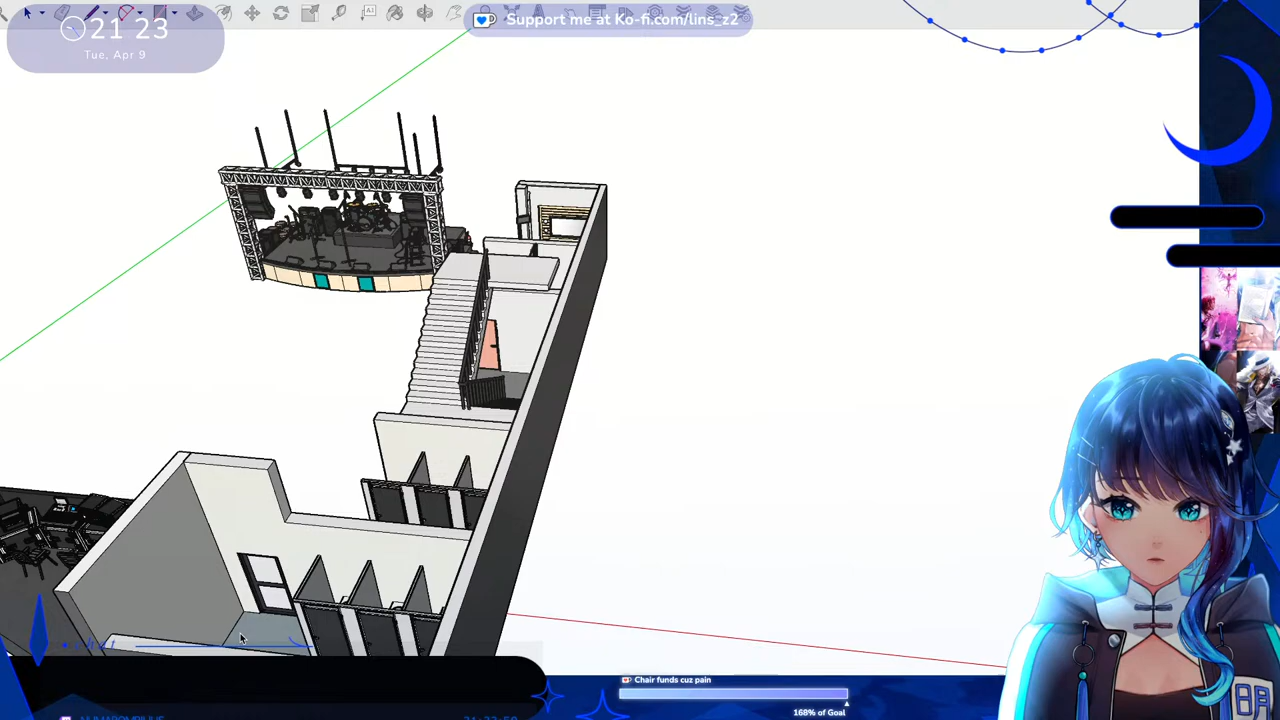 21 23
Tue, Apr 9
Support me at Ko-fi.com/lins_z2
Chair funds cuz pain
168% of Goal